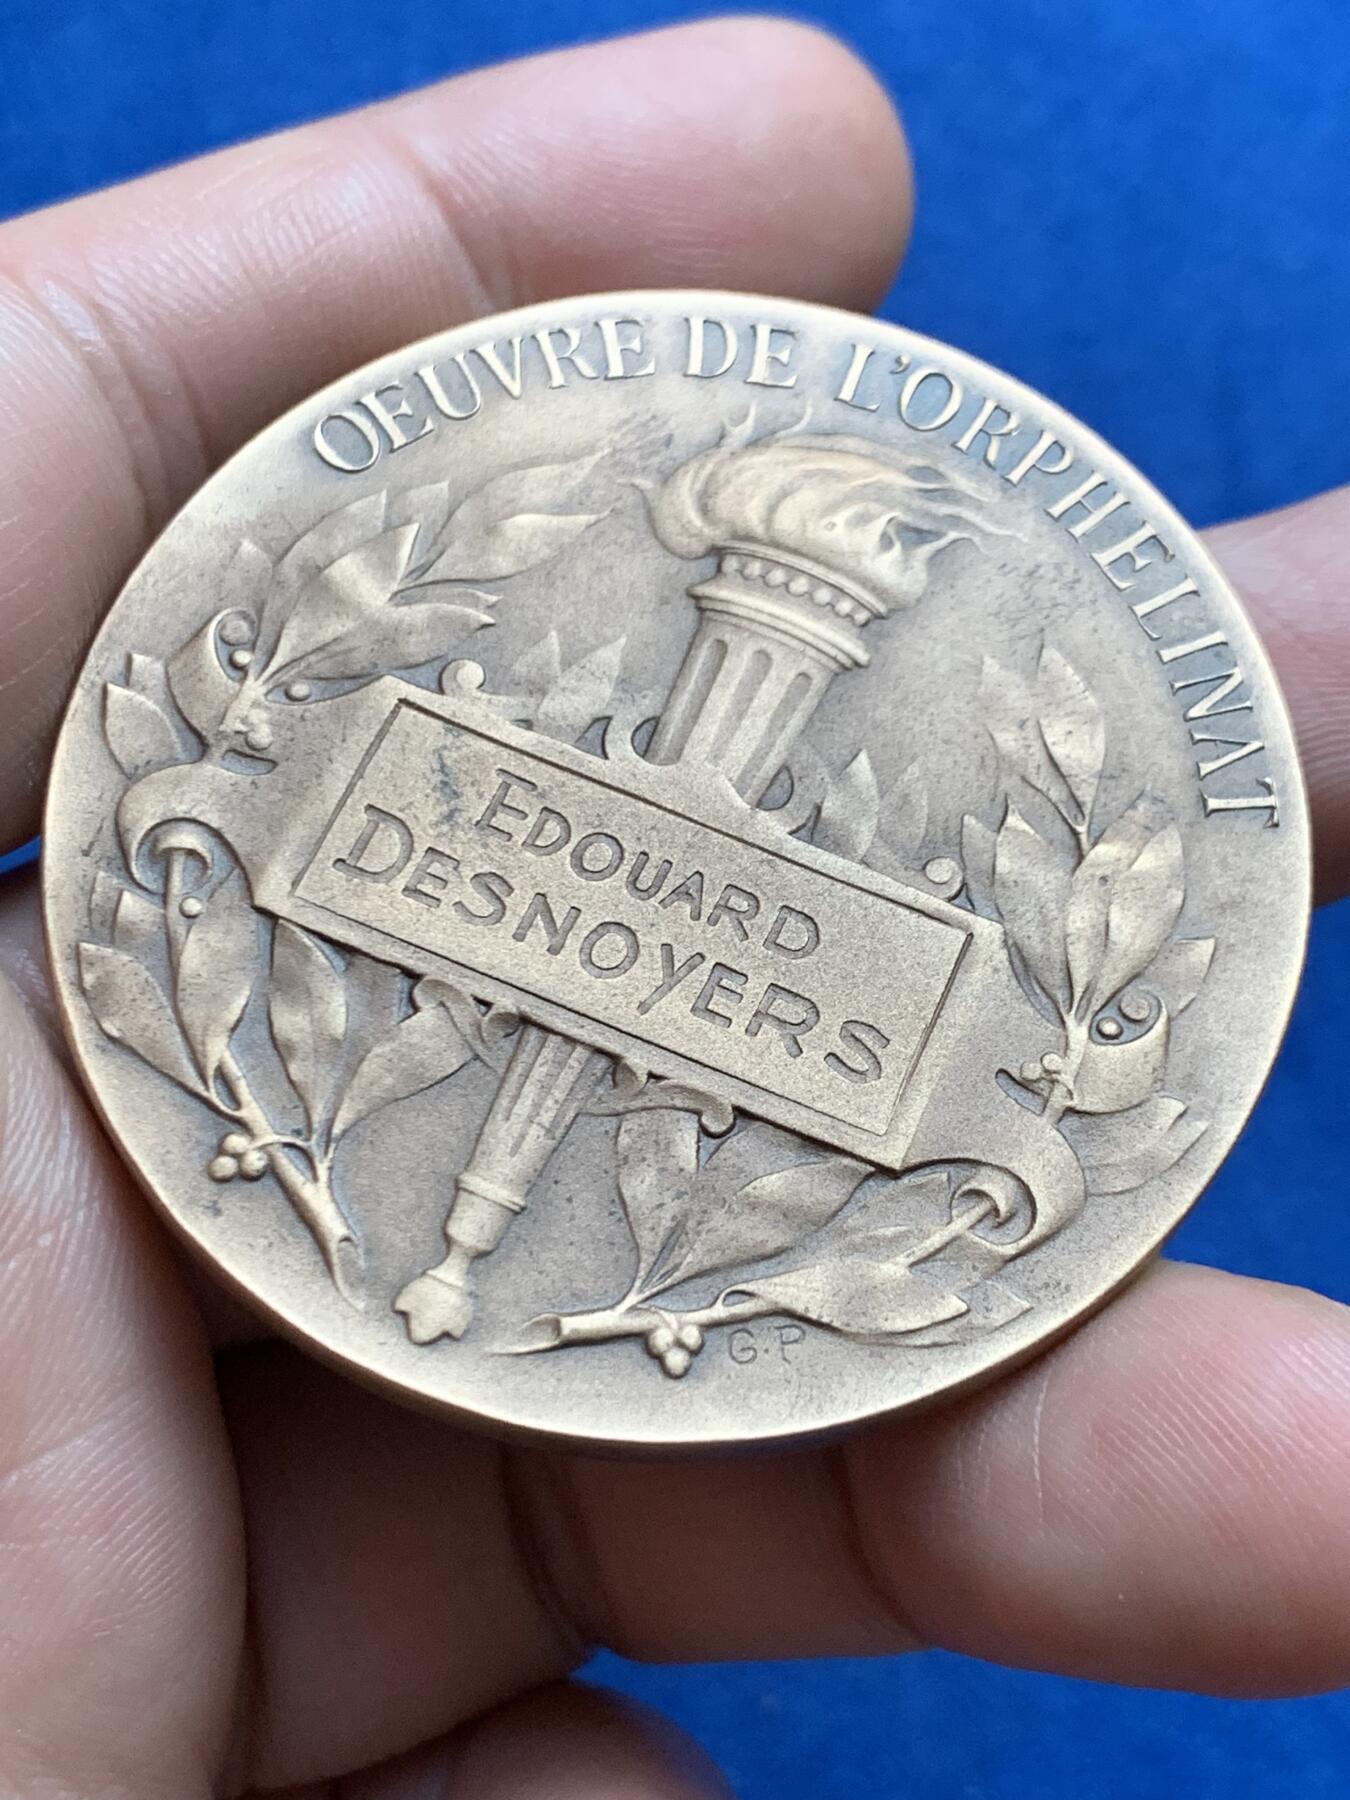 OEUVRE DE L'ORPHELINAT
EDOUARD
DESNOYERS
G.P